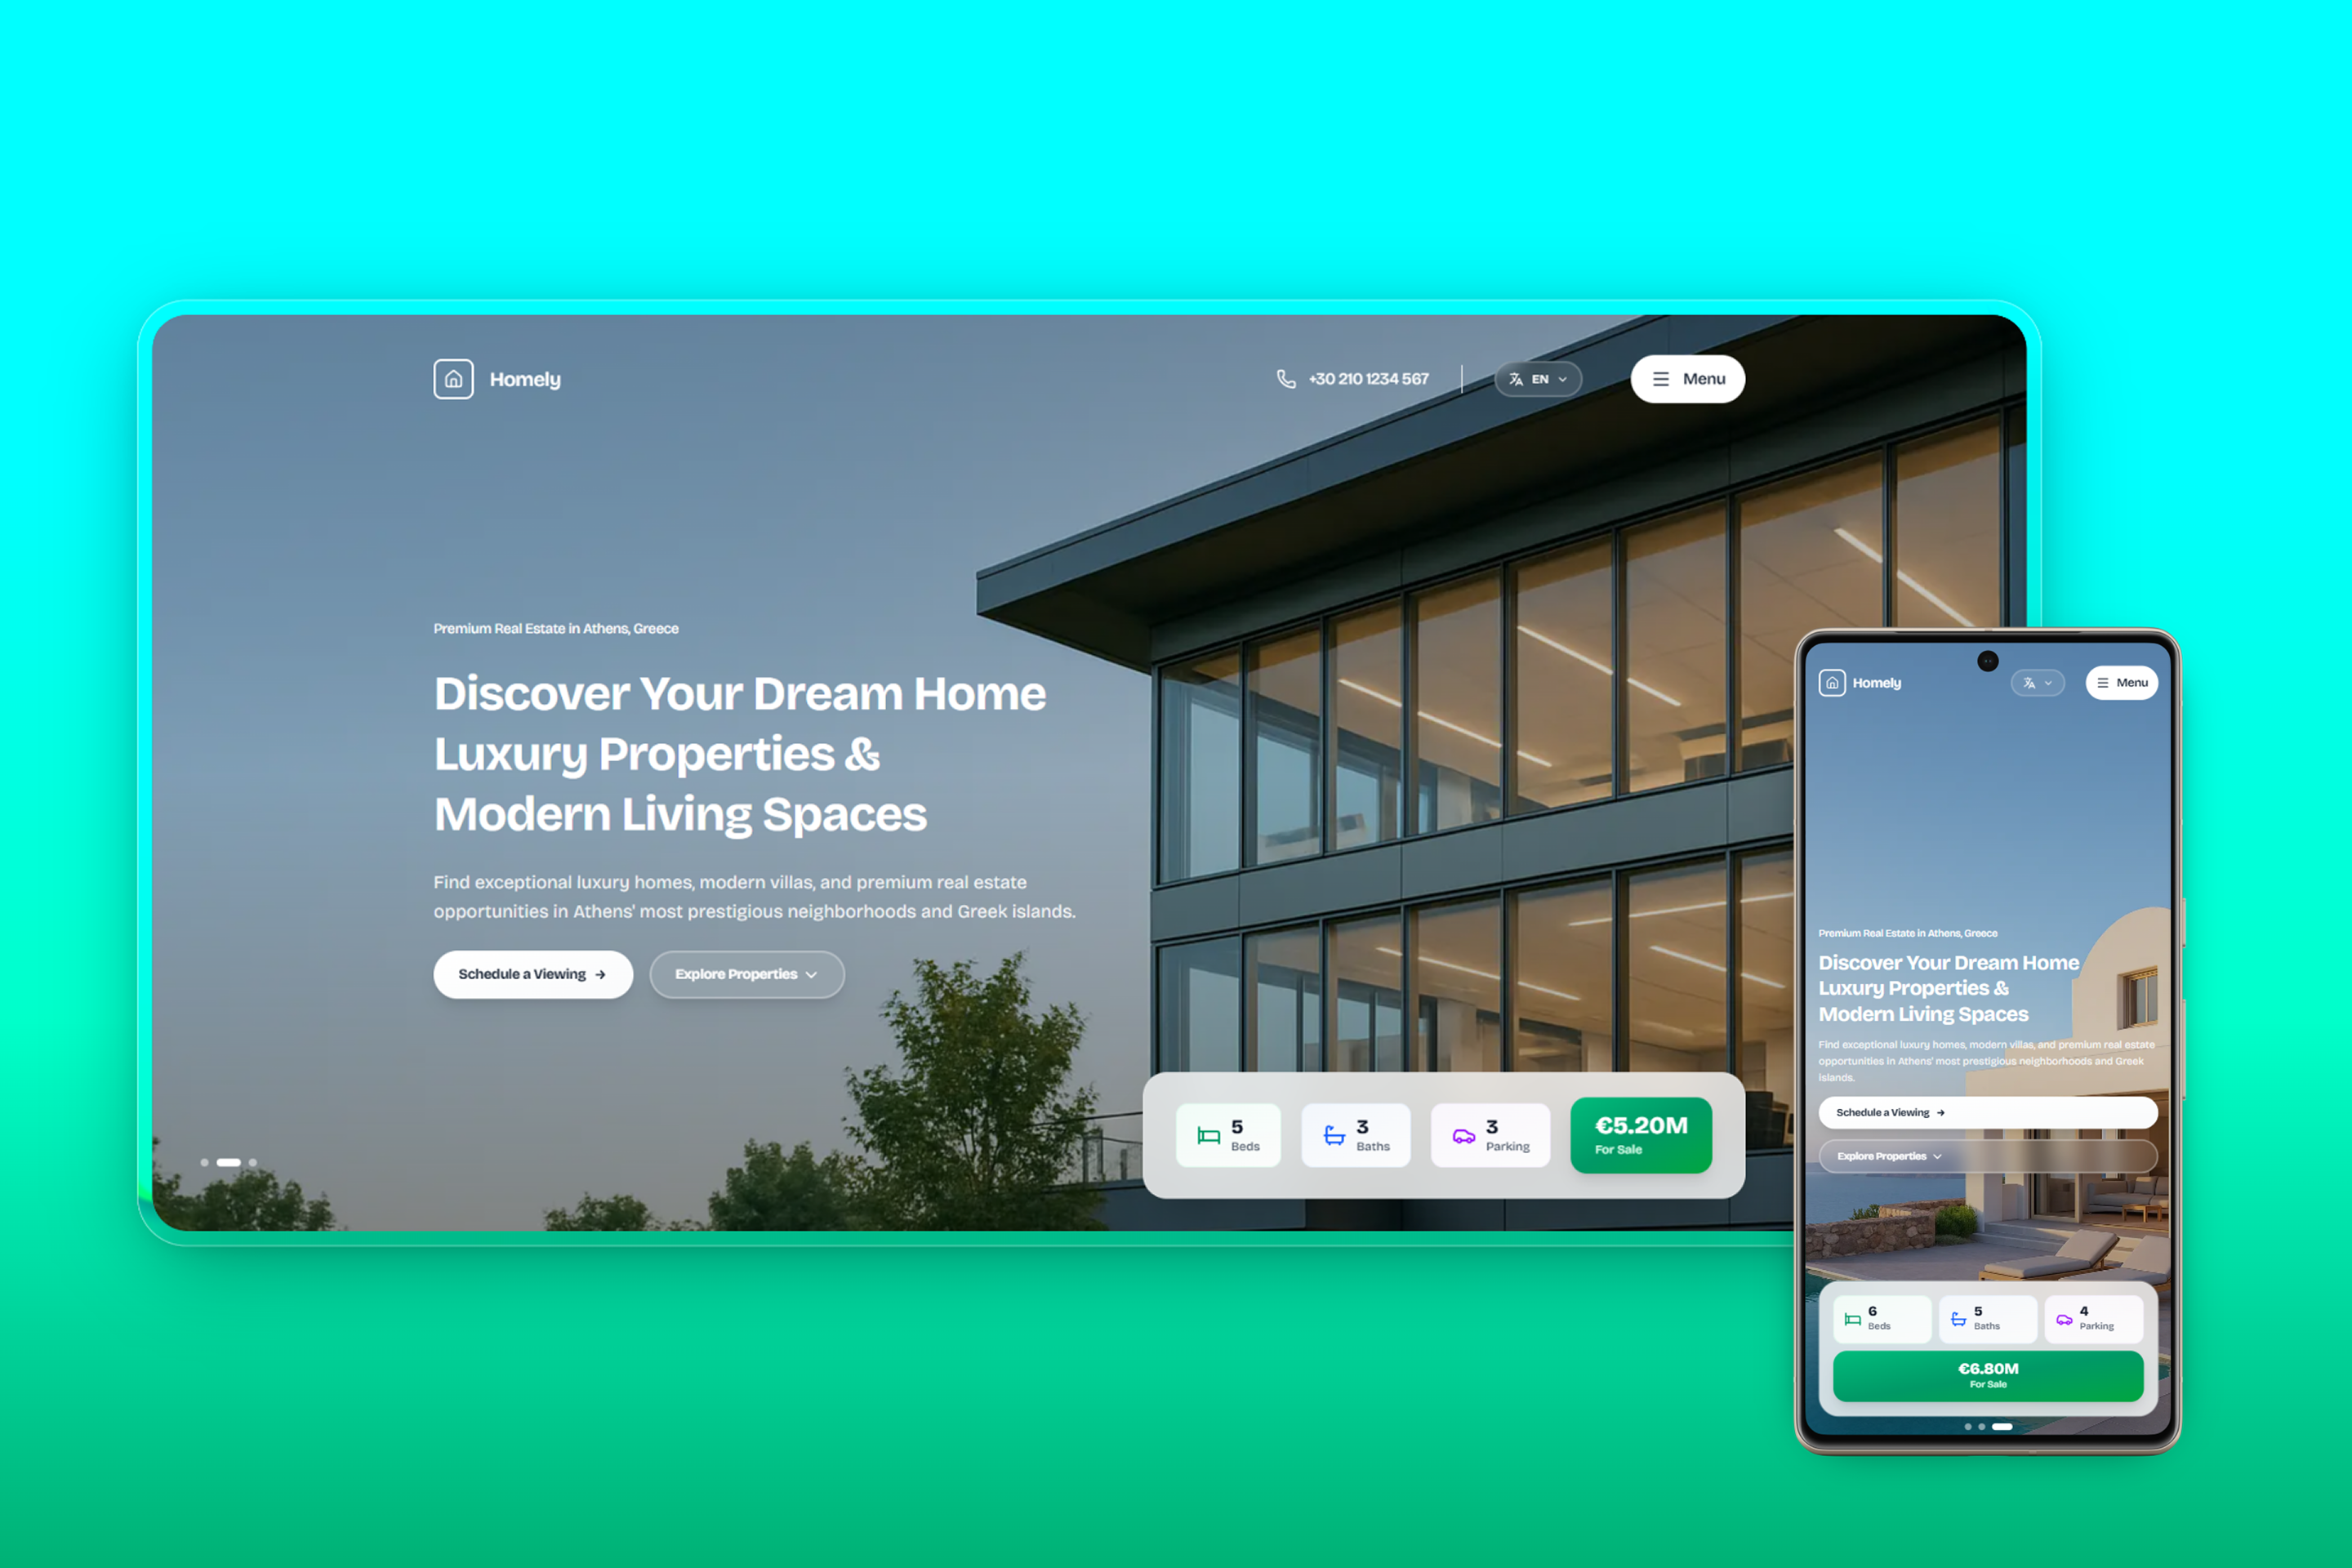 Homely
+30 210 1234 567
EN
Menu
Premium Real Estate in Athens, Greece
Discover Your Dream Home
Luxury Properties &
Modern Living Spaces
Find exceptional luxury homes, modern villas, and premium real estate
opportunities in Athens' most prestigious neighborhoods and Greek islands.
Schedule a Viewing
Explore Properties
5
Beds
3
Baths
3
Parking
€5.20M
For Sale
Homely
Menu
Premium Real Estate in Athens, Greece
Discover Your Dream Home
Luxury Properties &
Modern Living Spaces
Find exceptional luxury homes, modern villas, and premium real estate
opportunities in Athens' most prestigious neighborhoods and Greek
islands.
Schedule a Viewing
Explore Properties
6
Beds
5
Baths
4
Parking
€6.80M
For Sale